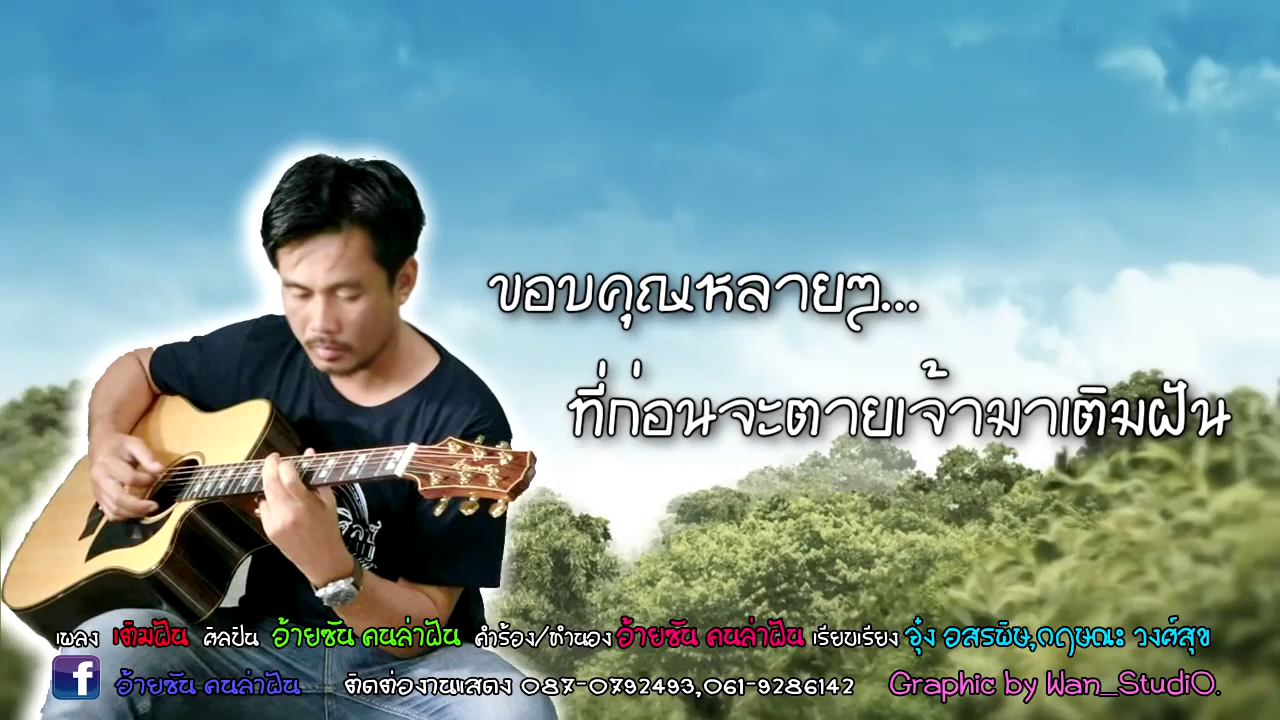 ขอบคุณหลายๆ...
ที่ก่อนจะตายเจ้ามาเติมฝัน
เพลง เติมฝัน ศิลปิน อ้ายซัน คนล่าฝัน คำร้อง/ทำนอง อ้ายซัน คนล่าฝัน เรียบเรียง อุ๋ง อสรพิษ,กฤษณะ วงศ์สุข
f อ้ายซัน คนล่าฝัน ติดต่องานแสดง 087-0792493,061-9286142 Graphic by Wan_StudiO.